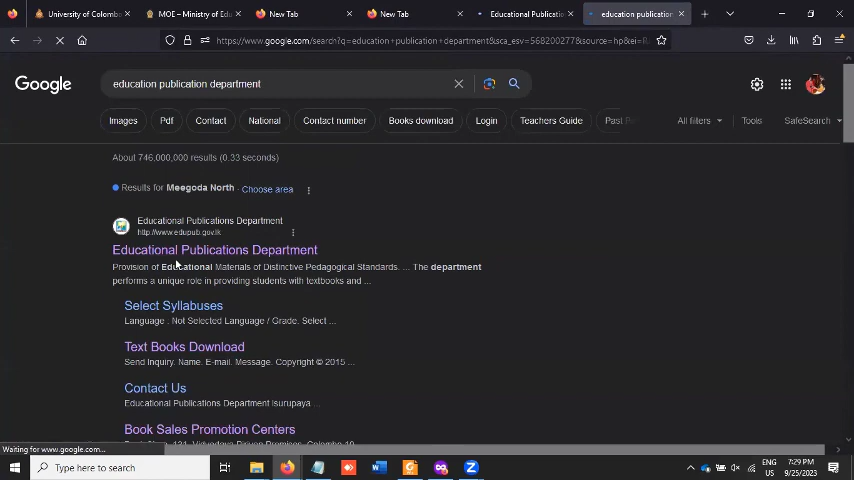 University of Colombo
MOE – Ministry of Edu
New Tab
New Tab
Educational Publication
education publication
https://www.google.com/search?q=education+publication+department&sca_esv=568200277&source=hp&ei=R
Google
education publication department
Images
Pdf
Contact
National
Contact number
Books download
Login
Teachers Guide
Past
All filters
Tools
SafeSearch
About 746,000,000 results (0.33 seconds)
Results for Meegoda North · Choose area
Educational Publications Department
http://www.edupub.gov.lk
Educational Publications Department
Provision of Educational Materials of Distinctive Pedagogical Standards. ... The department
performs a unique role in providing students with textbooks and ...
Select Syllabuses
Language . Not Selected Language / Grade. Select ...
Text Books Download
Send Inquiry. Name. E-mail. Message. Copyright © 2015 ...
Contact Us
Educational Publications Department Isurupaya ...
Book Sales Promotion Centers
Waiting for www.google.com...
Type here to search
ENG
US
7:29 PM
9/25/2023